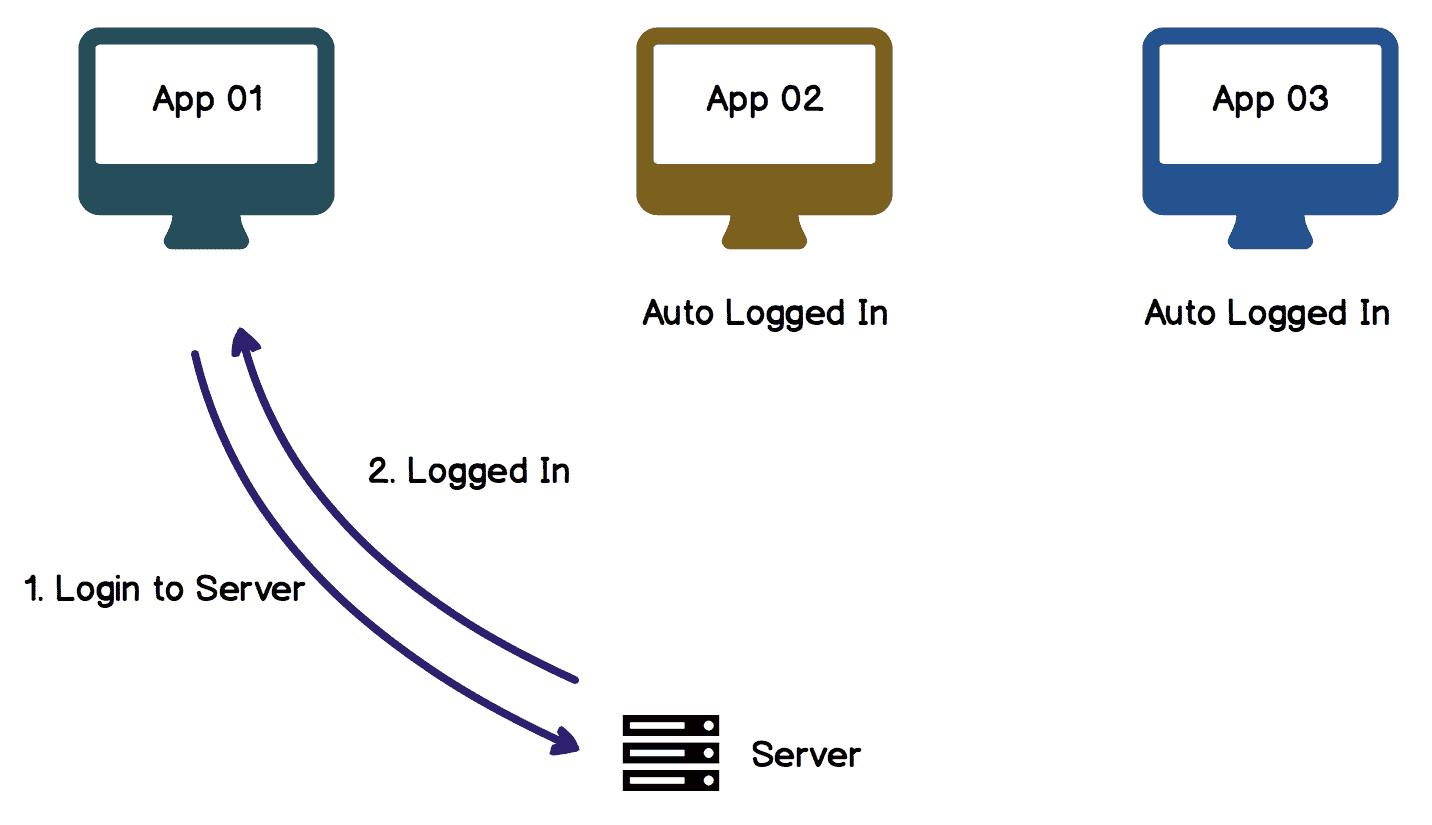 App 01
App 02
App 03
Auto Logged In
Auto Logged In
2. Logged In
1. Login to Server
Server